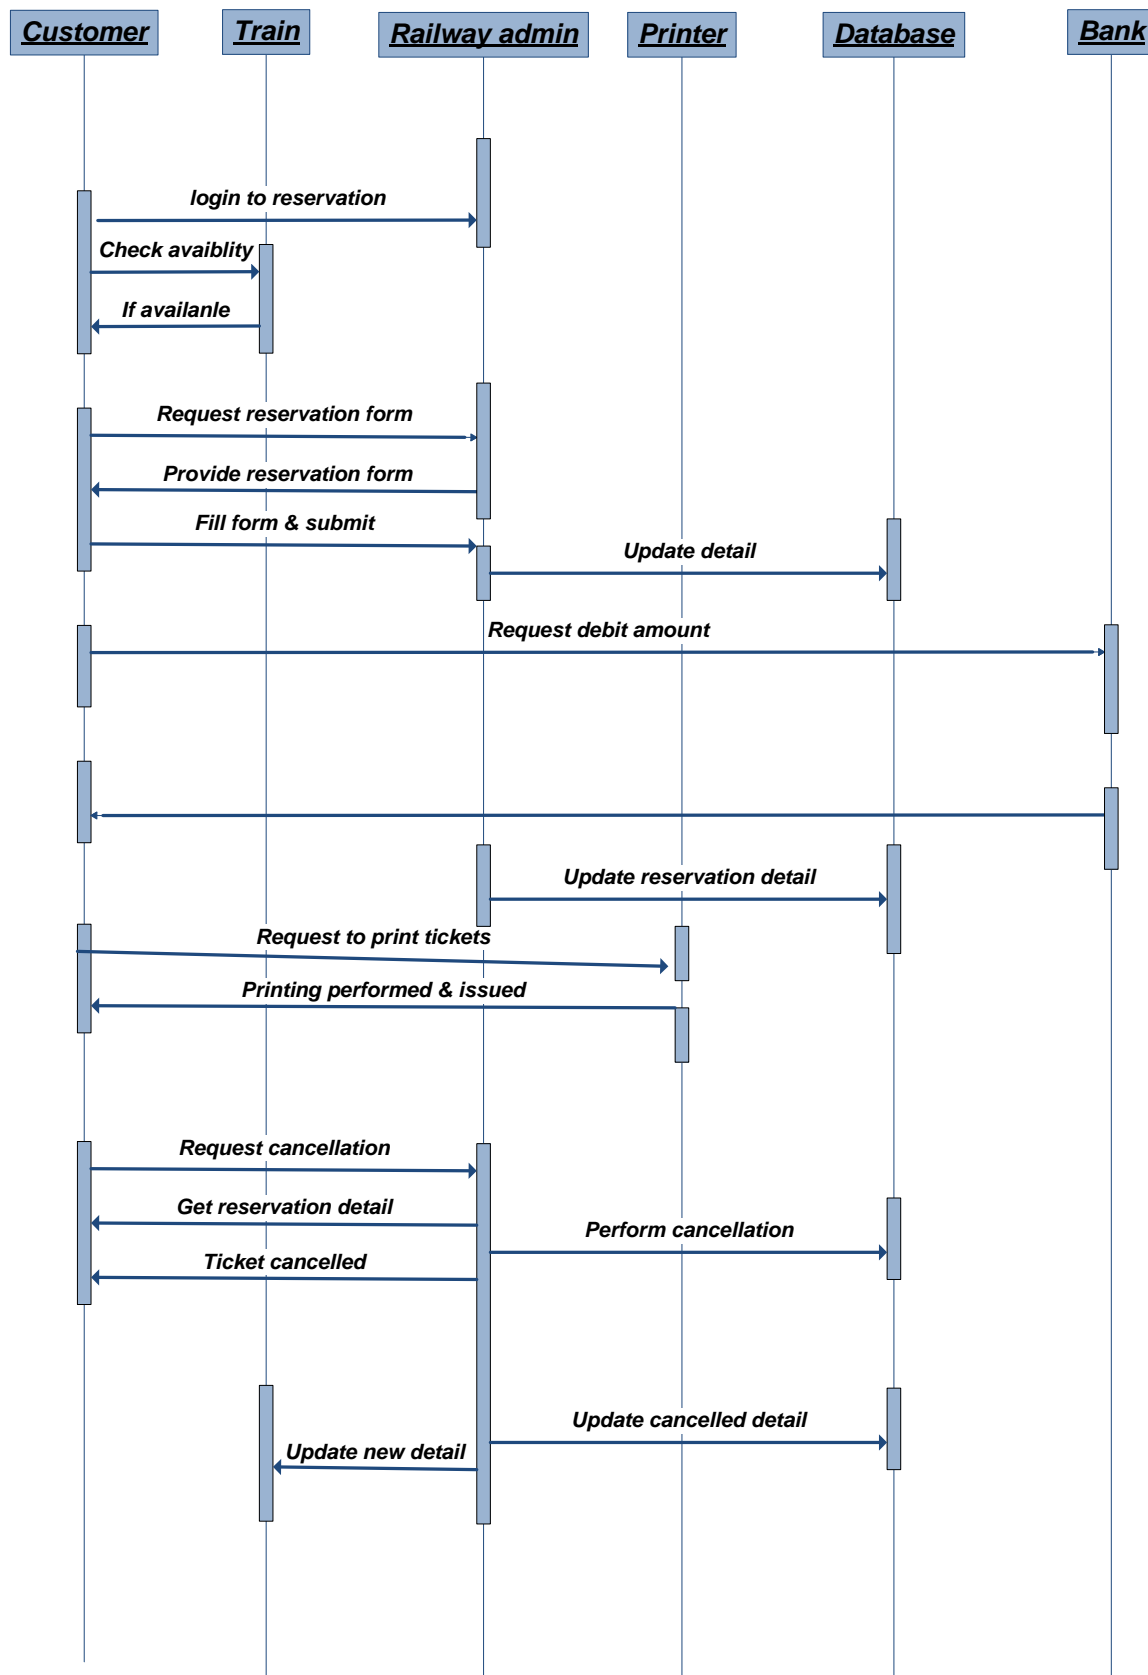 Customer
Train
Railway admin
Printer
Database
Bank
login to reservation
Check avaiblity
If availanle
Request reservation form
Provide reservation form
Fill form & submit
Update detail
Request debit amount
Update reservation detail
Request to print tickets
Printing performed & issued
Request cancellation
Get reservation detail
Perform cancellation
Ticket cancelled
Update cancelled detail
Update new detail